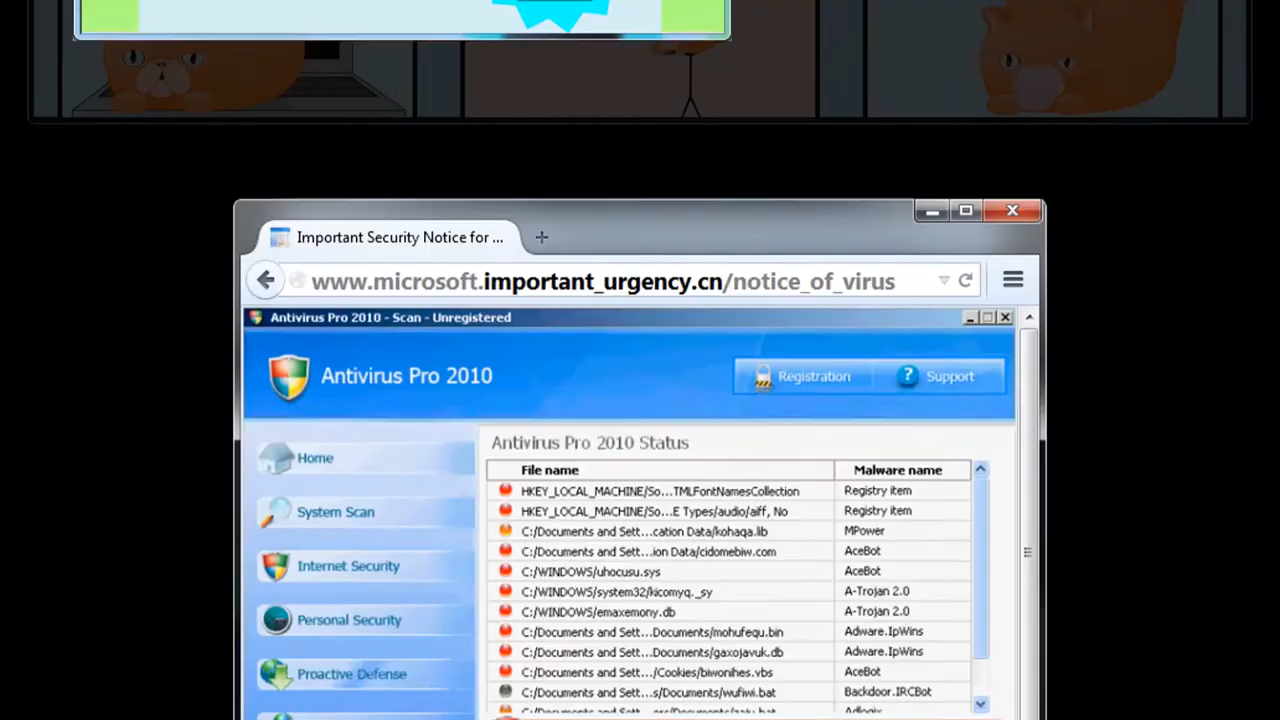 Important Security Notice for ...
www.microsoft.important_urgency.cn/notice_of_virus
Antivirus Pro 2010 - Scan - Unregistered
Antivirus Pro 2010
Registration
Support
Home
System Scan
Internet Security
Personal Security
Proactive Defense
Antivirus Pro 2010 Status
File name Malware name
HKEY_LOCAL_MACHINE/So...TMLFontNamesCollection Registry item
HKEY_LOCAL_MACHINE/So...E Types/audio/aiff, No Registry item
C:/Documents and Sett...cation Data/kohaqa.lib MPower
C:/Documents and Sett...ion Data/cidomebiw.com AceBot
C:/WINDOWS/uhocusu.sys AceBot
C:/WINDOWS/system32/kicomyq._sy A-Trojan 2.0
C:/WINDOWS/emaxemony.db A-Trojan 2.0
C:/Documents and Sett...Documents/mohufequ.bin Adware.IpWins
C:/Documents and Sett...Documents/gaxojavuk.db Adware.IpWins
C:/Documents and Sett.../Cookies/biwonihes.vbs AceBot
C:/Documents and Sett...s/Documents/wufiwi.bat Backdoor.IRCBot
C:/Documents and Sett